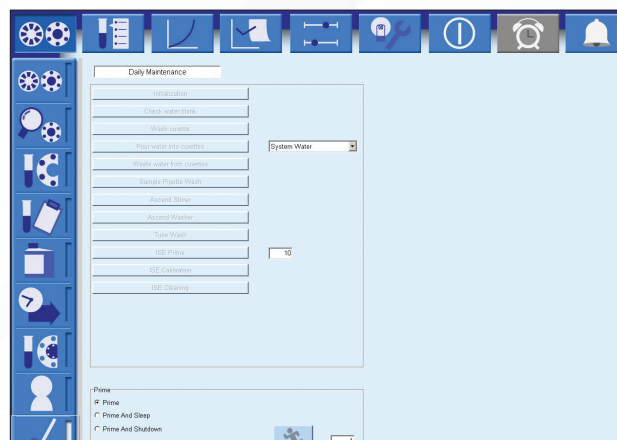 Daily Maintenance
Initialization
Check water blank
Wash cuvette
Pour water into cuvettes
System Water
Waste water from cuvettes
Sample Pipette Wash
Ascend Stirrer
Ascend Washer
Tube Wash
ISE Prime
10
ISE Calibration
ISE Cleaning
Prime
Prime
Prime And Sleep
Prime And Shutdown